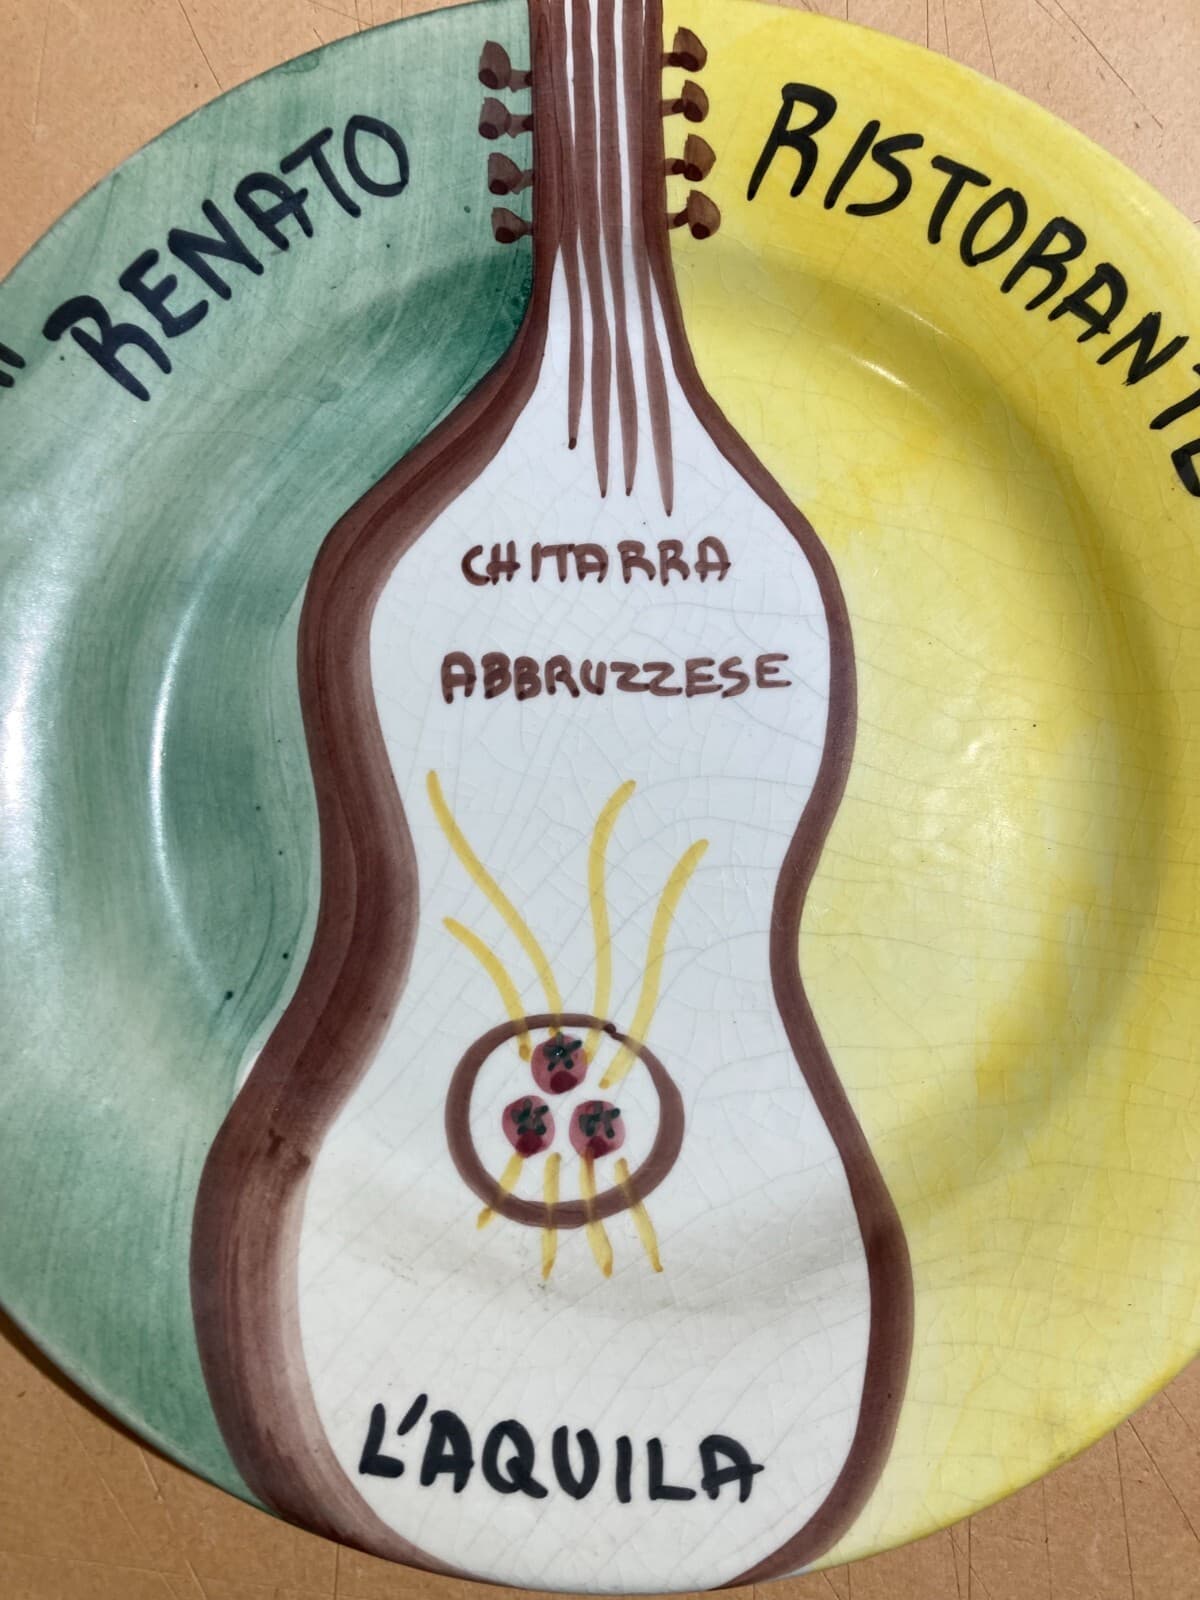 RENATO
RISTORANTE
CHITARRA
ABBRUZZESE
L'AQUILA